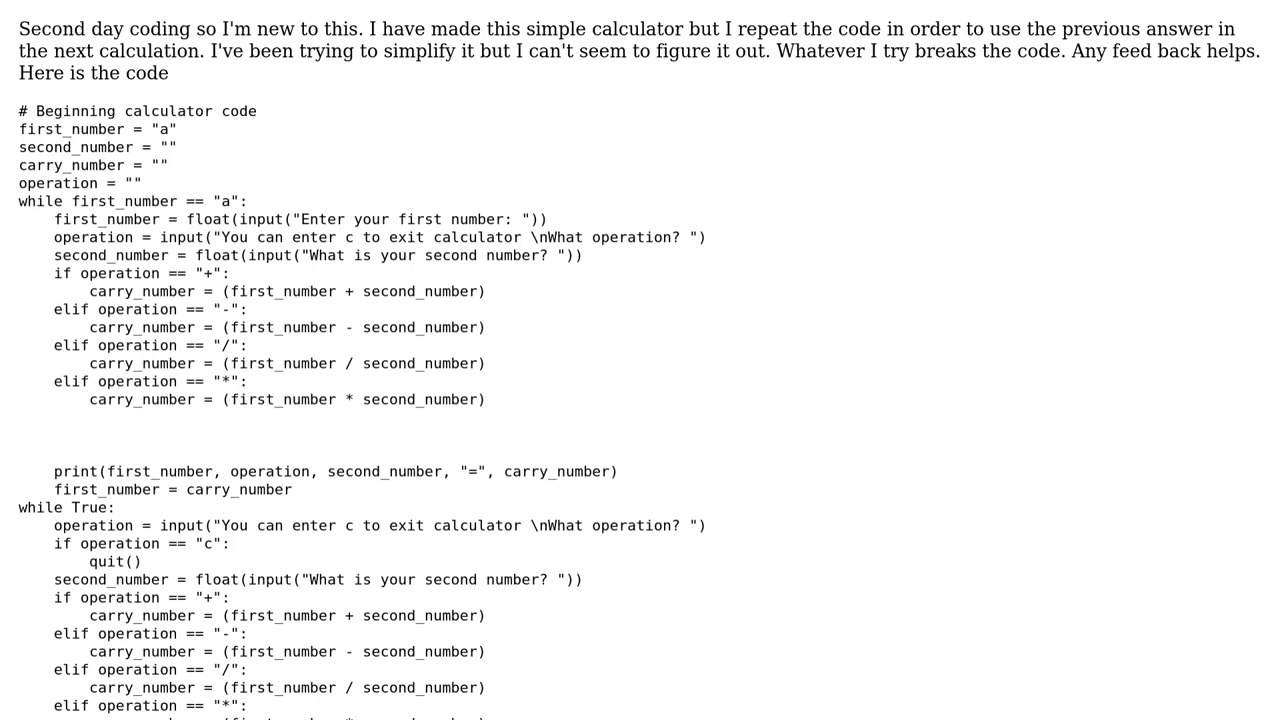 Second day coding so I'm new to this. I have made this simple calculator but I repeat the code in order to use the previous answer in
the next calculation. I've been trying to simplify it but I can't seem to figure it out. Whatever I try breaks the code. Any feed back helps.
Here is the code
# Beginning calculator code
first_number = "a"
second_number = ""
carry_number = ""
operation = ""
while first_number == "a":
    first_number = float(input("Enter your first number: "))
    operation = input("You can enter c to exit calculator \nWhat operation? ")
    second_number = float(input("What is your second number? "))
    if operation == "+":
        carry_number = (first_number + second_number)
    elif operation == "-":
        carry_number = (first_number - second_number)
    elif operation == "/":
        carry_number = (first_number / second_number)
    elif operation == "*":
        carry_number = (first_number * second_number)
    print(first_number, operation, second_number, "=", carry_number)
    first_number = carry_number
while True:
    operation = input("You can enter c to exit calculator \nWhat operation? ")
    if operation == "c":
        quit()
    second_number = float(input("What is your second number? "))
    if operation == "+":
        carry_number = (first_number + second_number)
    elif operation == "-":
        carry_number = (first_number - second_number)
    elif operation == "/":
        carry_number = (first_number / second_number)
    elif operation == "*":